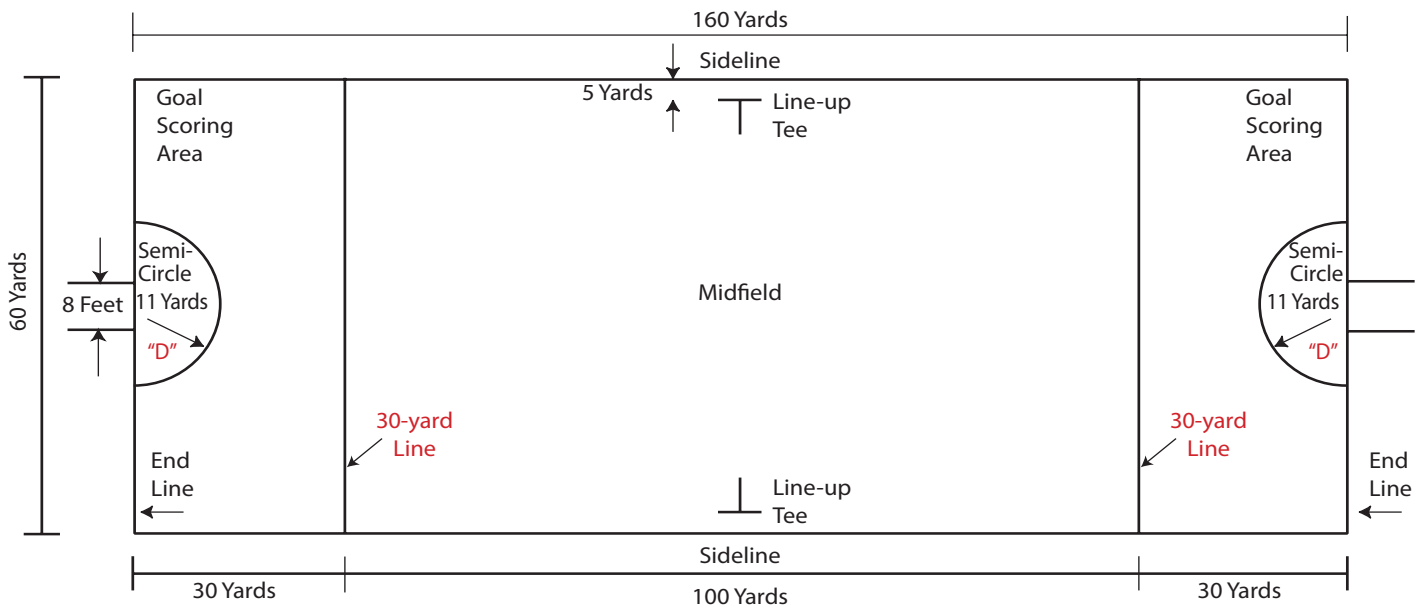 160 Yards
Sideline
5 Yards
Line-up
Tee
Goal
Scoring
Area
Goal
Scoring
Area
60 Yards
Semi-
Circle
11 Yards
"D"
8 Feet
Midfield
Semi-
Circle
11 Yards
"D"
30-yard
Line
30-yard
Line
End
Line
Line-up
Tee
End
Line
Sideline
30 Yards
100 Yards
30 Yards